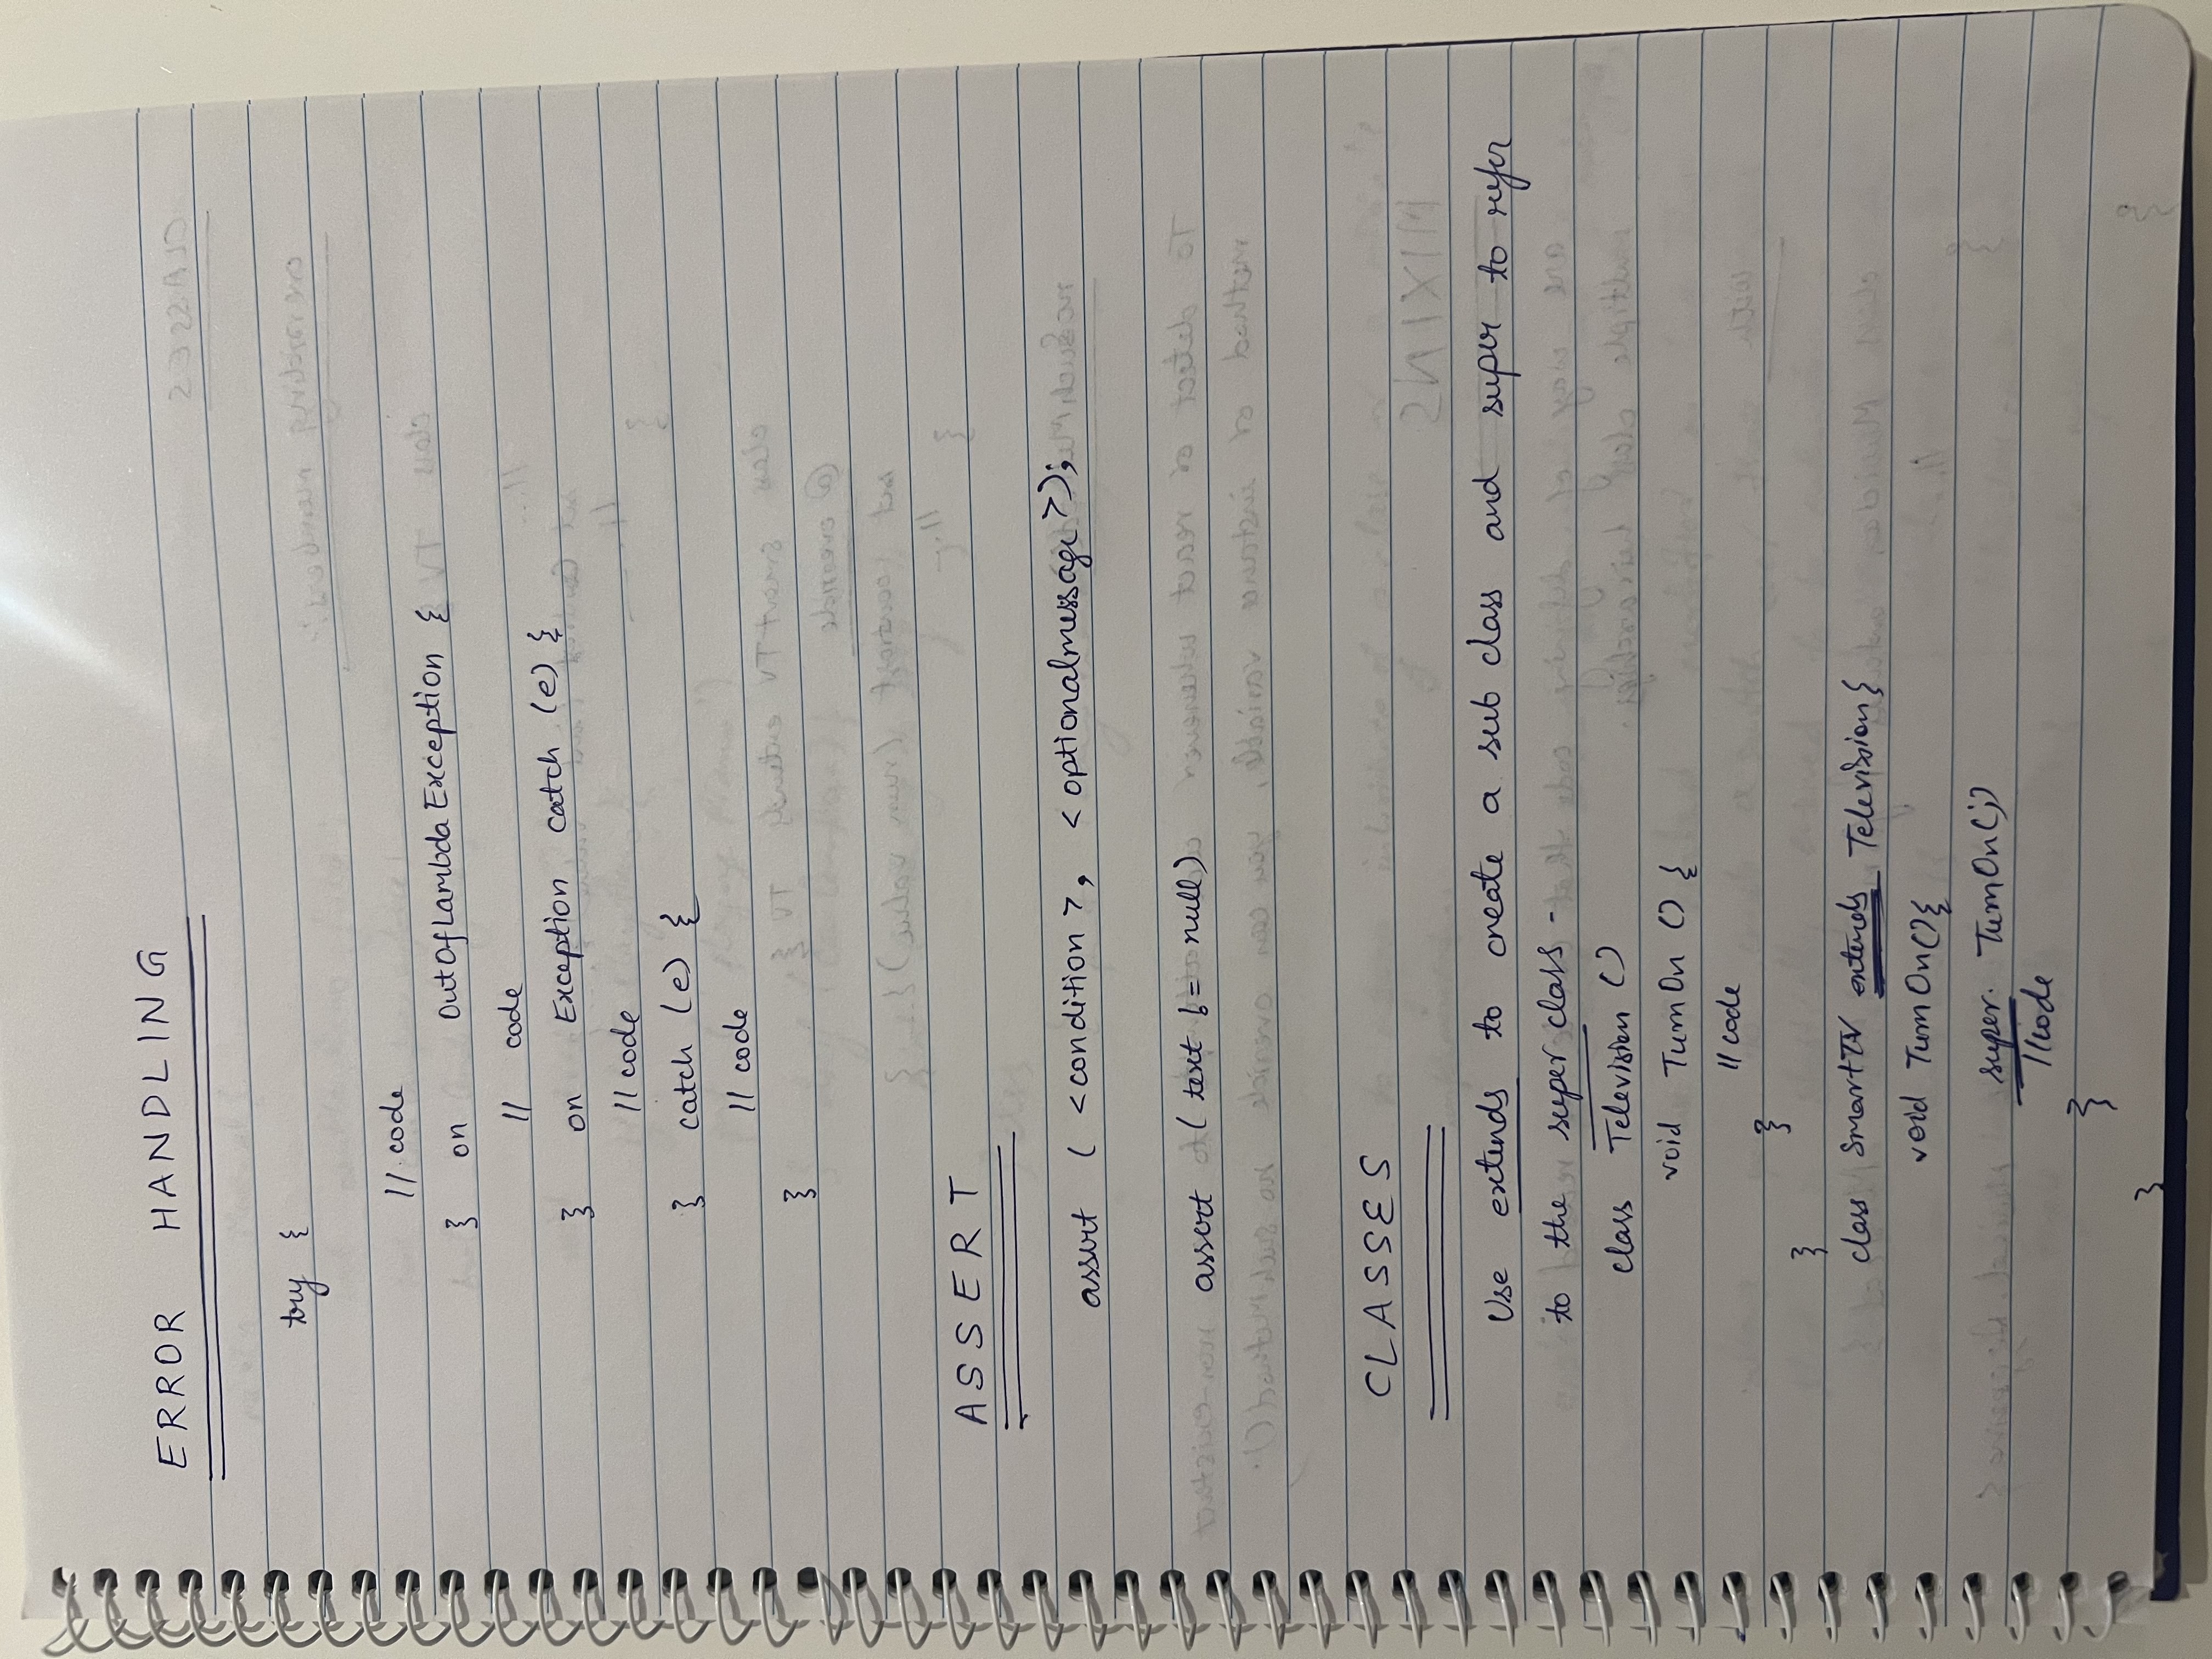 ERROR HANDLING
try {
// code
} on OutOfLambdaException {
// code
} on Exception catch (e) {
// code
} catch (e) {
// code
}
ASSERT
assert ( <condition>, <optionalmessage>);
assert ( text != null)
CLASSES
Use extends to create a sub class and super to refer
to the super class -
class Television ()
void TurnOn () {
// code
}
}
class SmartTV extends Television {
void TurnOn() {
super. TurnOn(;)
// code
}
}